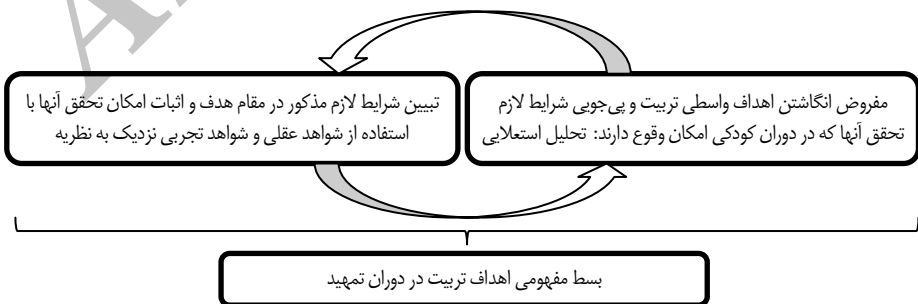 مفروض انگاشتن اهداف واسطی تربیت و پی‌جویی شرایط لازم
تحقق آنها که در دوران کودکی امکان وقوع دارند: تحلیل استعلایی
تبیین شرایط لازم مذکور در مقام هدف و اثبات امکان تحقق آنها با
استفاده از شواهد عقلی و شواهد تجربی نزدیک به نظریه
بسط مفهومی اهداف تربیت در دوران تمهید